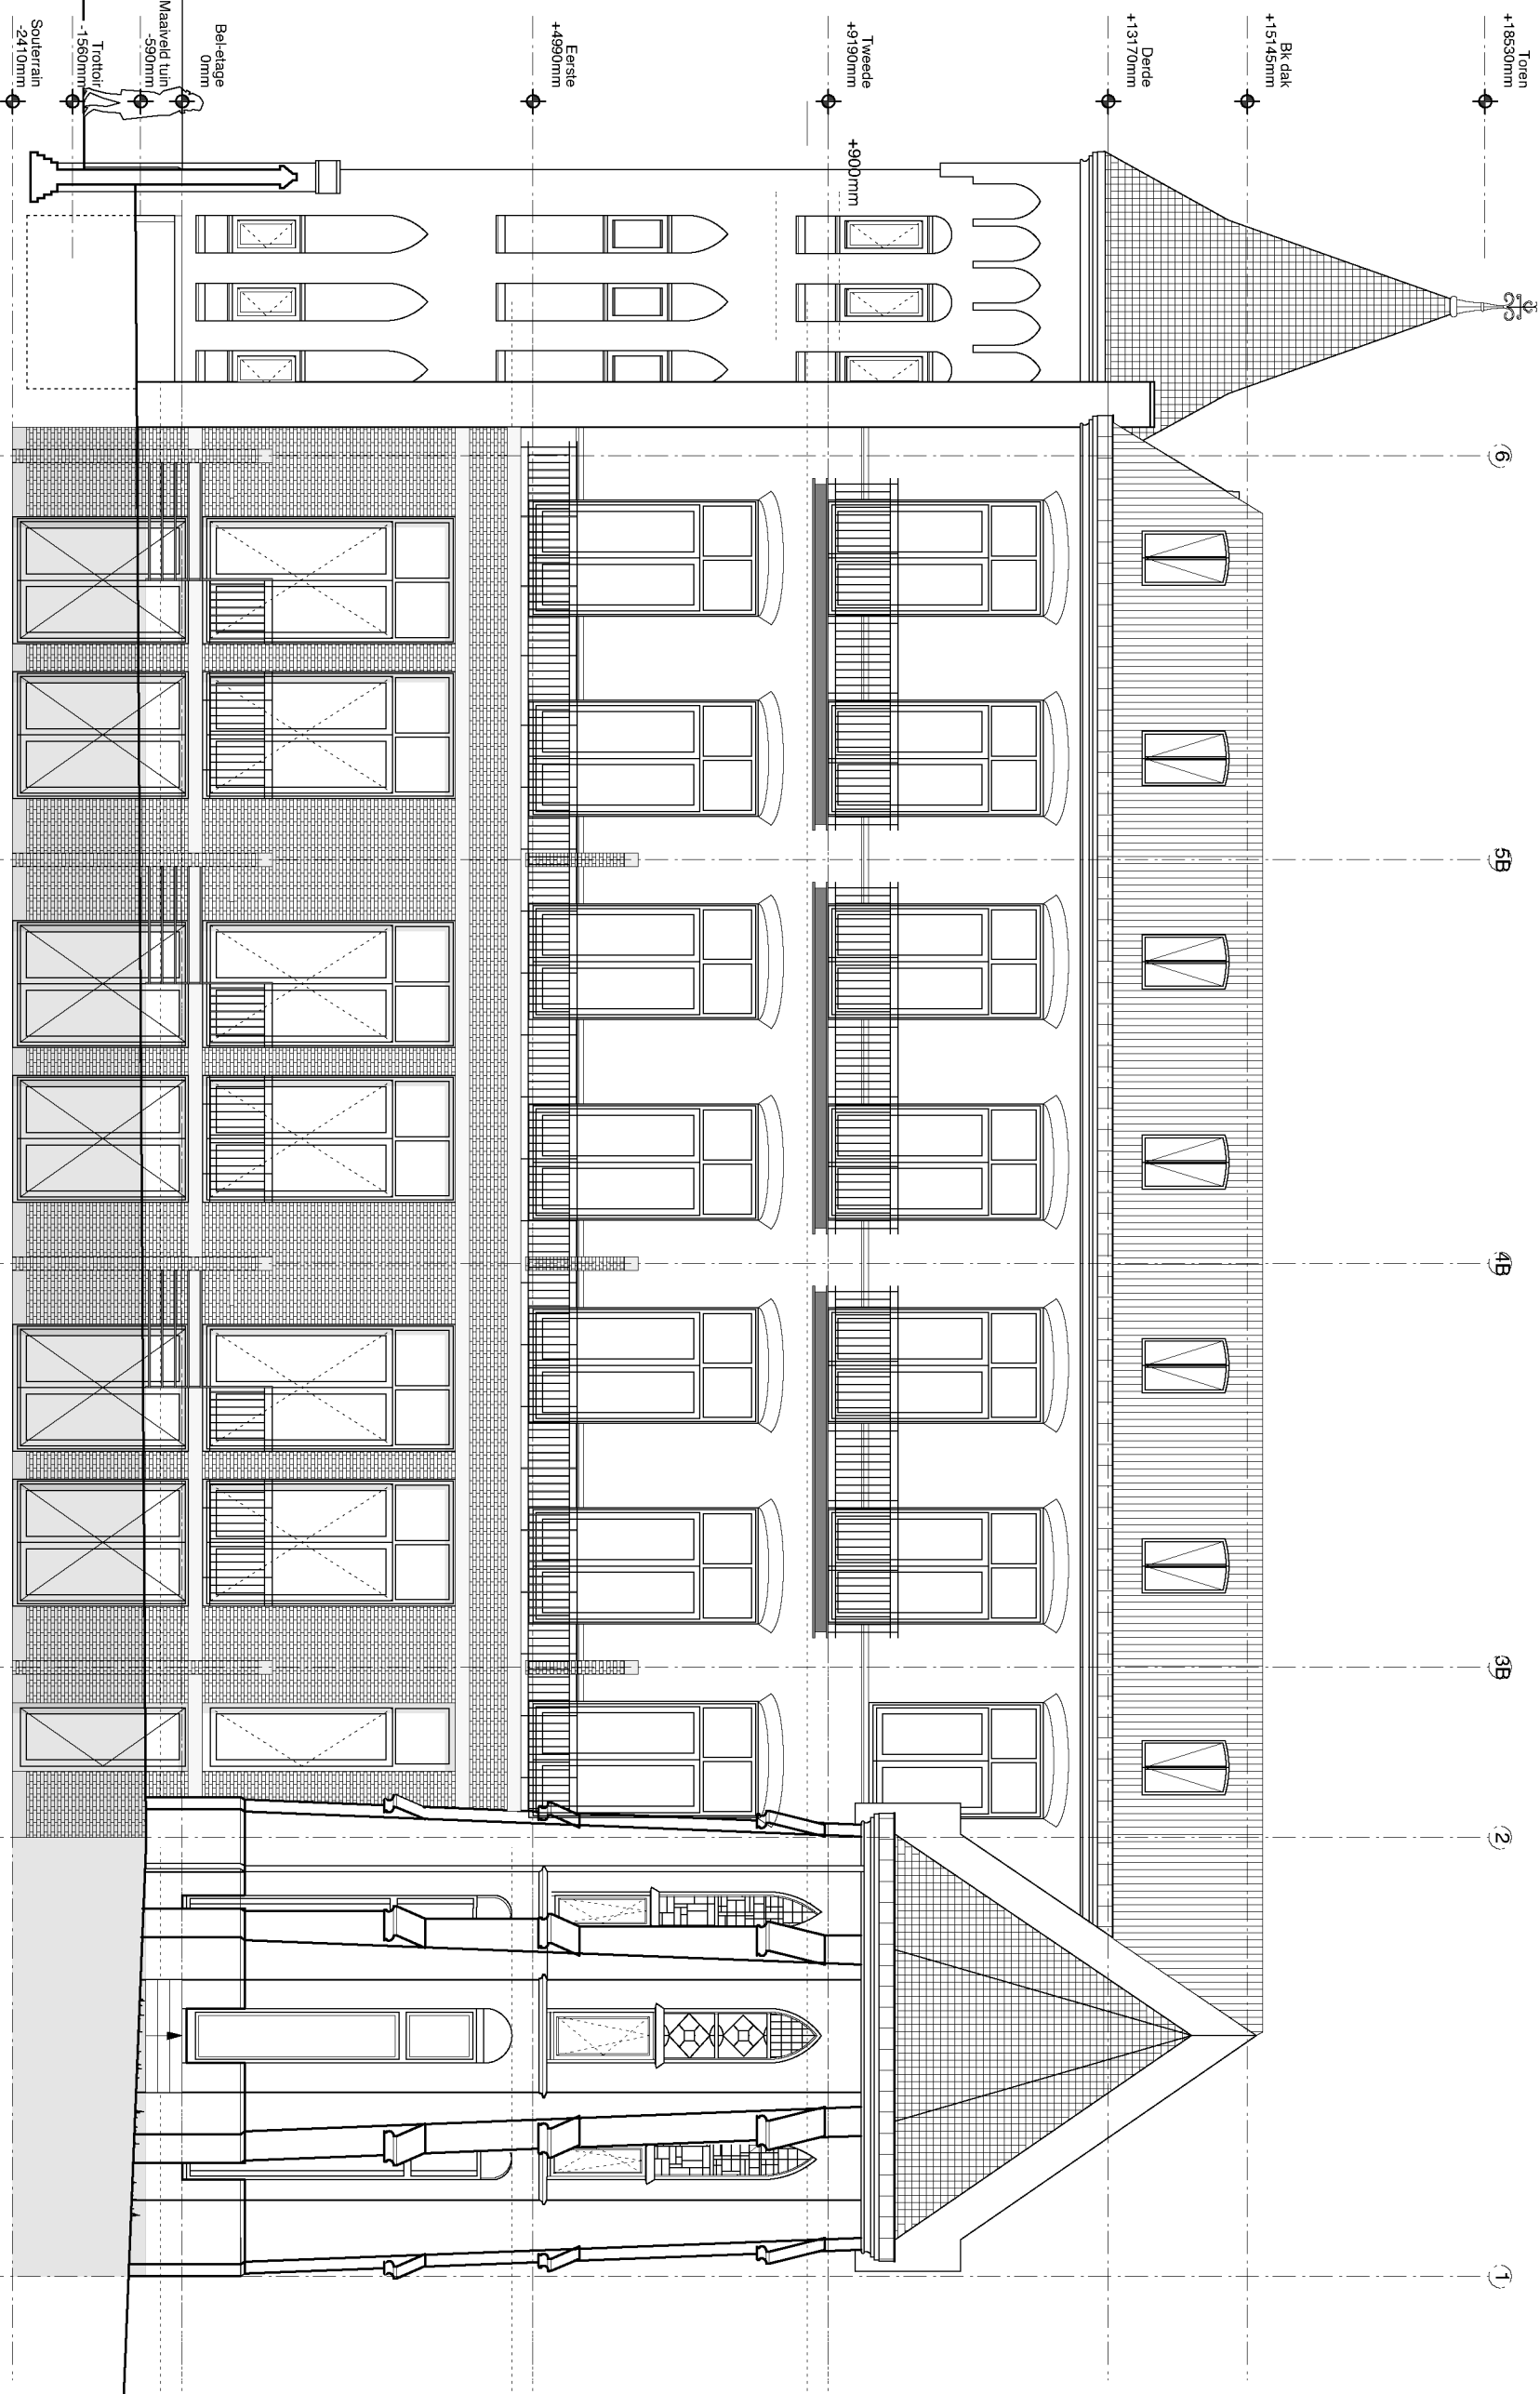 Toren
+18530mm
Bk dak
+15145mm
Derde
+13170mm
Tweede
+9190mm
+900mm
Eerste
+4990mm
Bel-etage
0mm
Maaiveld tuin
-590mm
Trottoir
-1560mm
Souterrain
-2410mm
6
5B
4B
3B
2
1